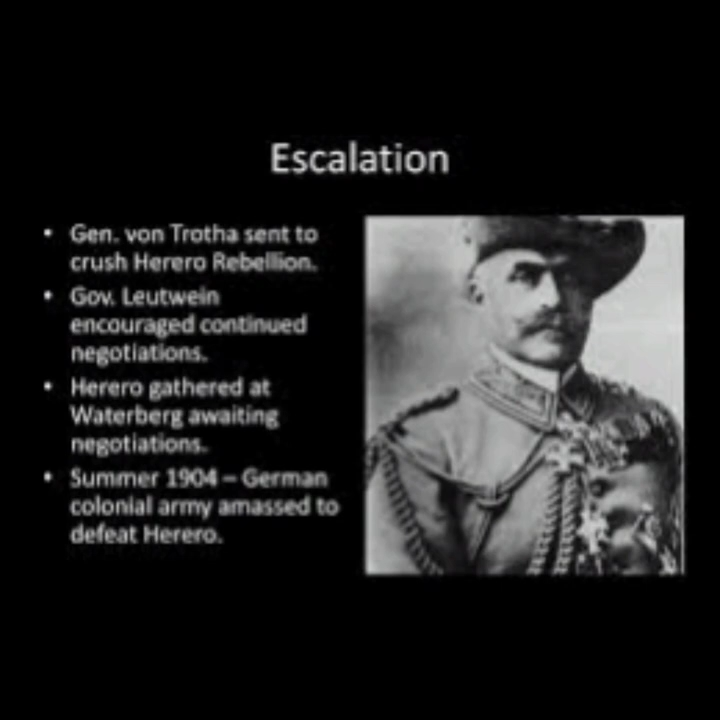 Escalation
• Gen. von Trotha sent to
crush Herero Rebellion.
• Gov. Leutwein
encouraged continued
negotiations.
• Herero gathered at
Waterberg awaiting
negotiations.
• Summer 1904 – German
colonial army amassed to
defeat Herero.